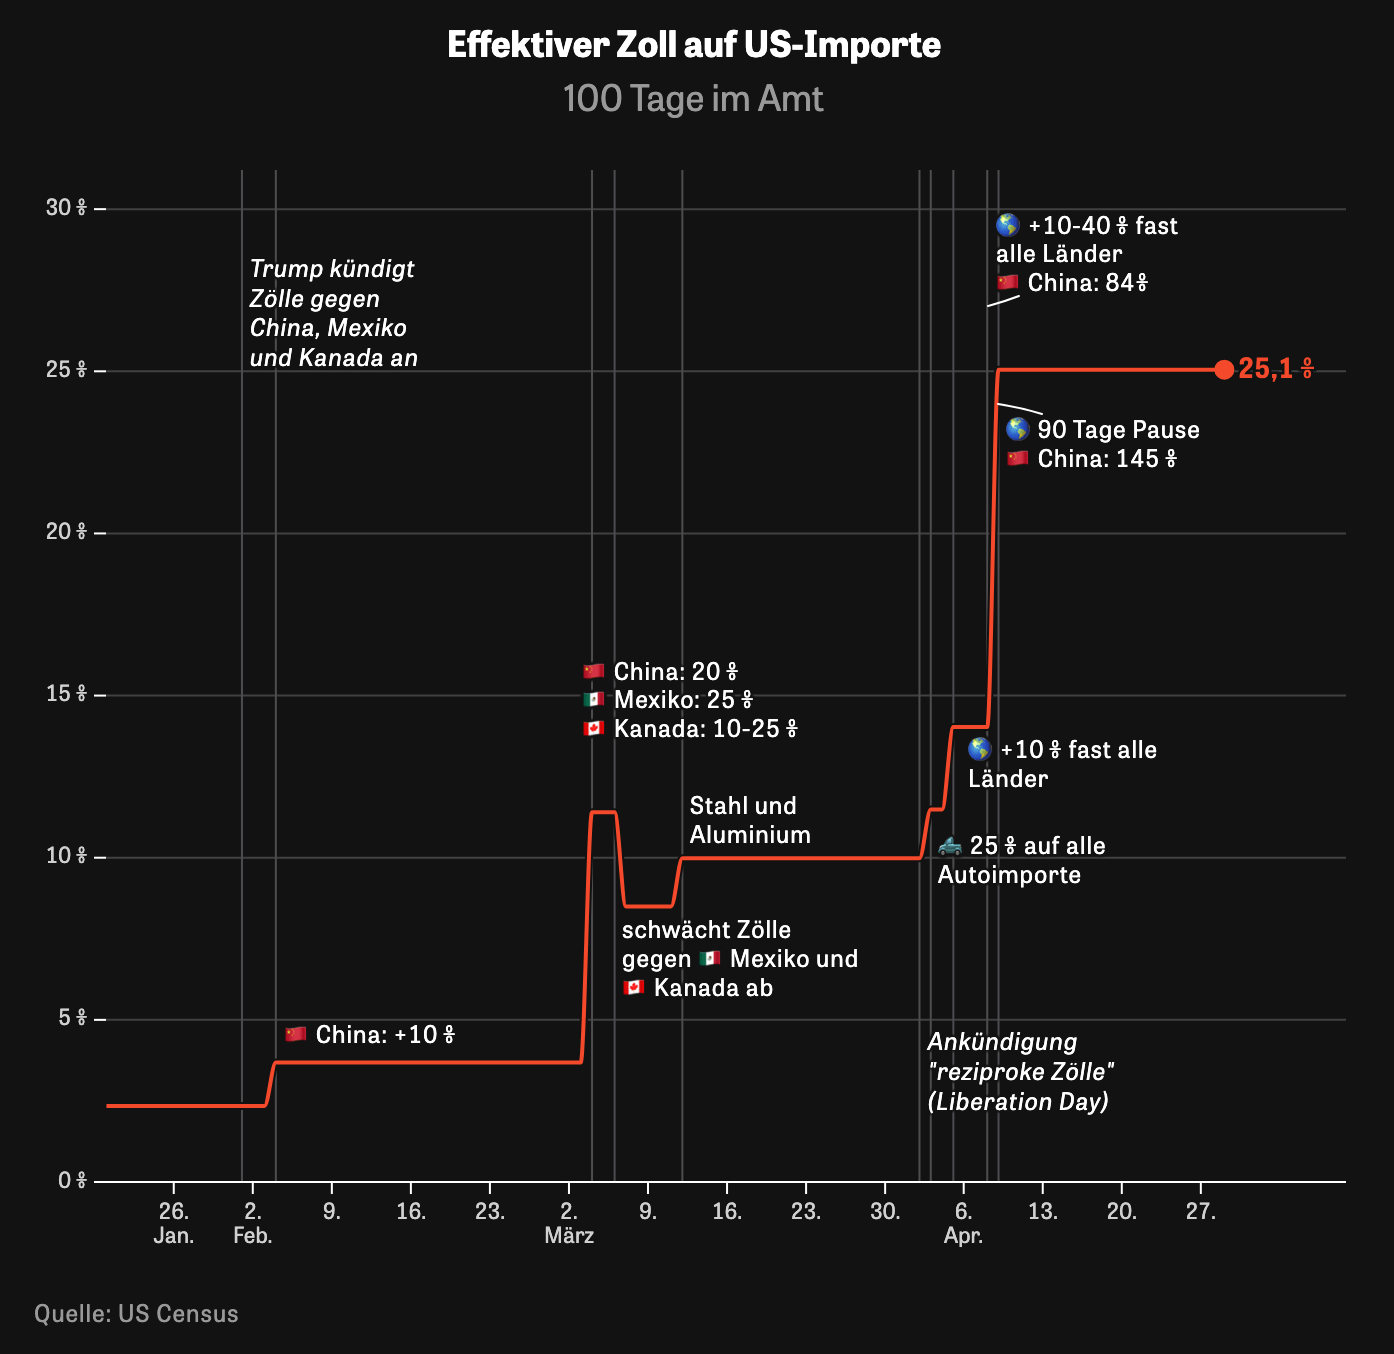 Effektiver Zoll auf US-Importe
100 Tage im Amt
30 %
25 %
20 %
15 %
10 %
5 %
0 %
Trump kündigt
Zölle gegen
China, Mexiko
und Kanada an
China: +10 %
China: 20 %
Mexiko: 25 %
Kanada: 10-25 %
schwächt Zölle
gegen Mexiko und
Kanada ab
Stahl und
Aluminium
Ankündigung
"reziproke Zölle"
(Liberation Day)
25 % auf alle
Autoimporte
+10 % fast alle
Länder
+10-40 % fast
alle Länder
China: 84%
90 Tage Pause
China: 145 %
25,1 %
26.
Jan.
2.
Feb.
9.
16.
23.
2.
März
9.
16.
23.
30.
6.
Apr.
13.
20.
27.
Quelle: US Census